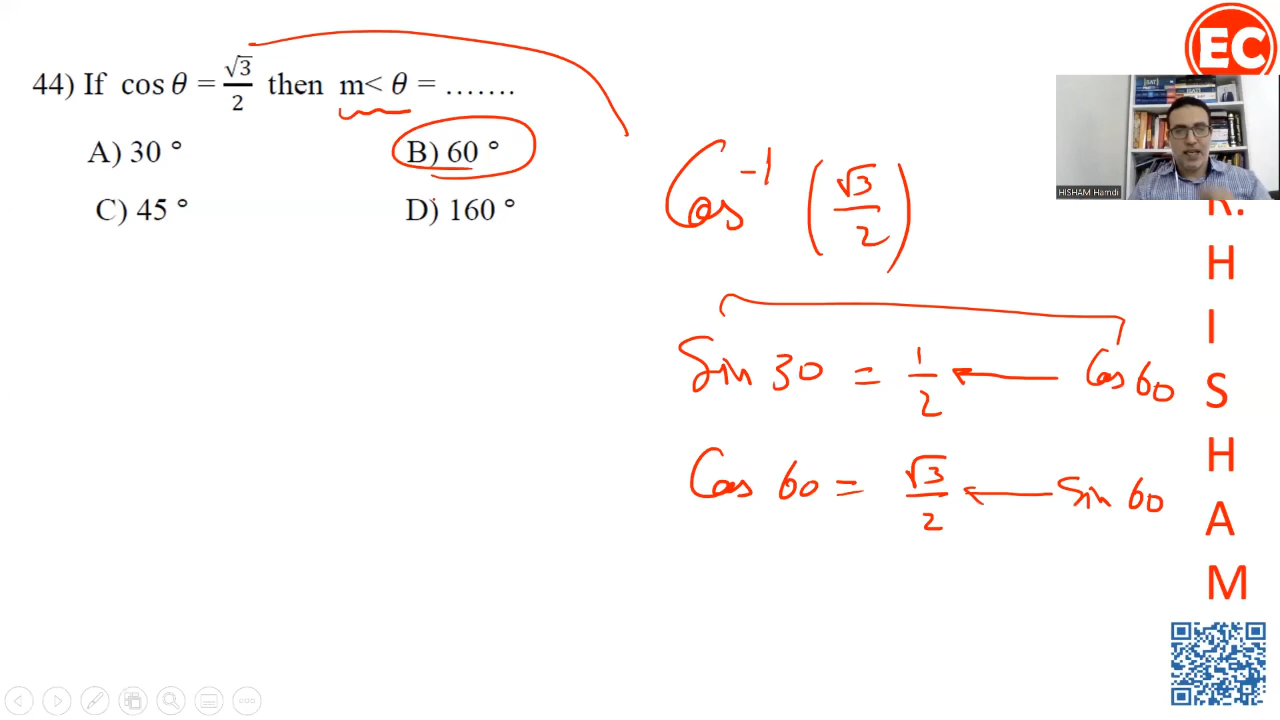 EC
44) If cos θ = √3/2 then m< θ = .......
A) 30 °
B) 60 °
C) 45 °
D) 160 °
Cos⁻¹ (√3/2)
Sin 30 = 1/2 ← Cos 60
Cos 60 = √3/2 ← Sin 60
HISHAM Hamdi
R.
H
I
S
H
A
M